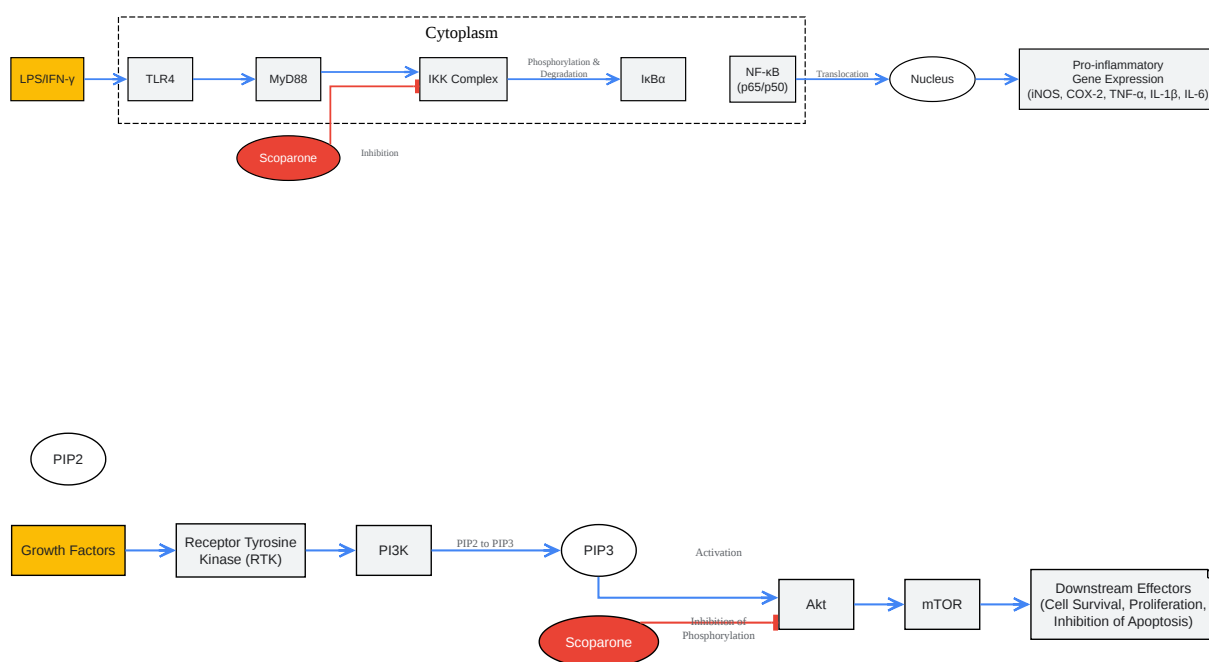 Cytoplasm
LPS/IFN-γ
TLR4
MyD88
IKK Complex
Phosphorylation &
Degradation
IκBα
NF-κB
(p65/p50)
Translocation
Nucleus
Pro-inflammatory
Gene Expression
(iNOS, COX-2, TNF-α, IL-1β, IL-6)
Scoparone
Inhibition
PIP2
Growth Factors
Receptor Tyrosine
Kinase (RTK)
PI3K
PIP2 to PIP3
PIP3
Activation
Akt
mTOR
Downstream Effectors
(Cell Survival, Proliferation,
Inhibition of Apoptosis)
Scoparone
Inhibition of
Phosphorylation